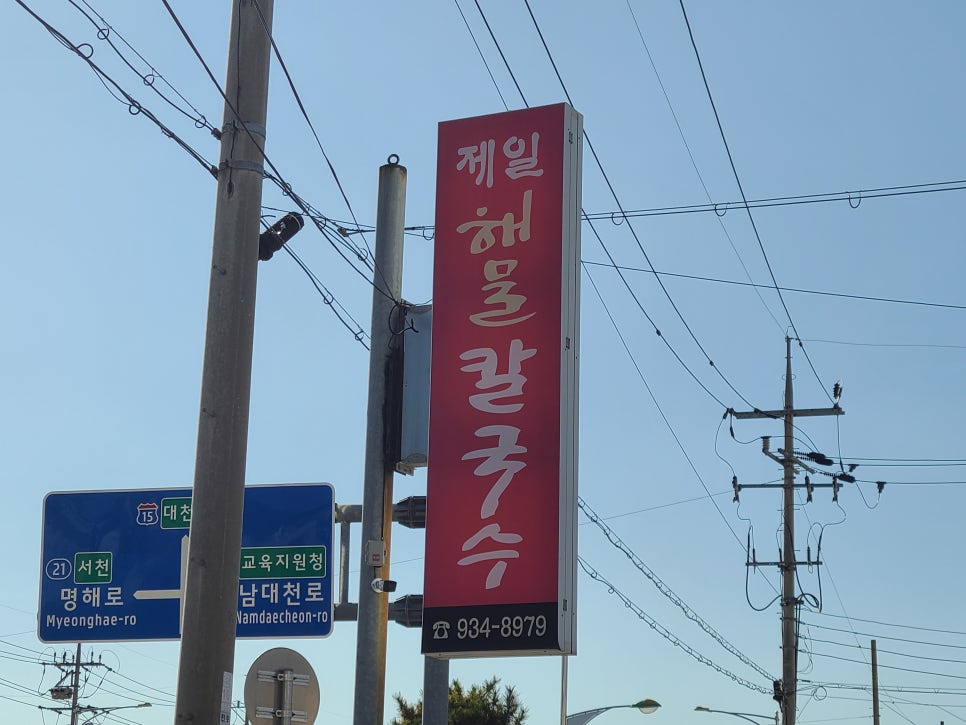 제일
해물
칼국수
☎ 934-8979
15 대천
21 서천
교육지원청
명해로
남대천로
Myeonghae-ro
Namdaecheon-ro